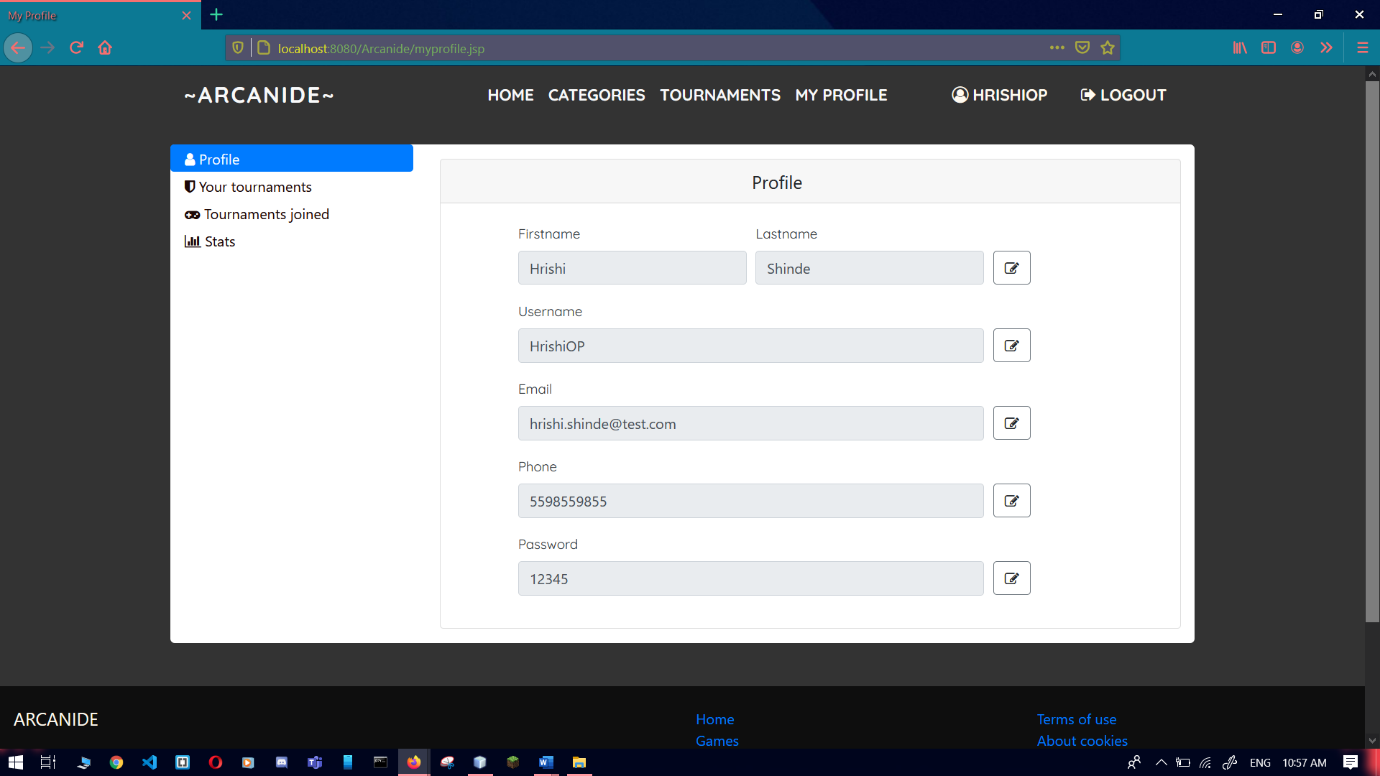 My Profile
localhost:8080/Arcanide/myprofile.jsp
~ARCANIDE~ HOME CATEGORIES TOURNAMENTS MY PROFILE HRISHIOP LOGOUT
Profile
Your tournaments
Tournaments joined
Stats
Profile
Firstname Lastname
Hrishi Shinde
Username
HrishiOP
Email
hrishi.shinde@test.com
Phone
5598559855
Password
12345
ARCANIDE Home Terms of use
Games About cookies
ENG 10:57 AM